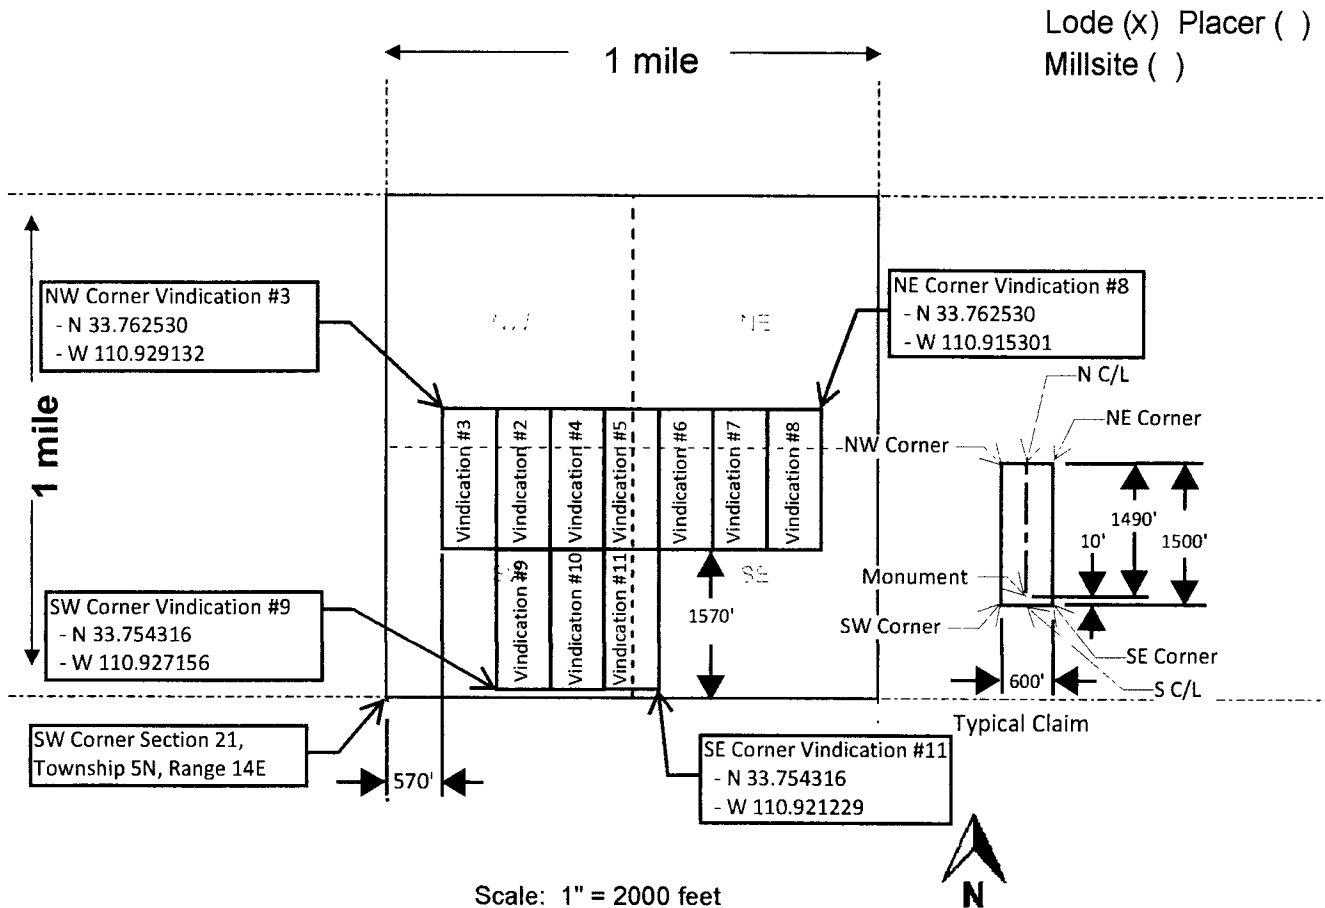 Lode (x) Placer ( )
Millsite ( )
1 mile
1 mile
NW Corner Vindication #3
- N 33.762530
- W 110.929132
NE Corner Vindication #8
- N 33.762530
- W 110.915301
NW
NE
Vindication #3
Vindication #2
Vindication #4
Vindication #5
Vindication #6
Vindication #7
Vindication #8
N C/L
NE Corner
NW Corner
1490'
10'
1500'
Monument
SW Corner
SE Corner
600'
S C/L
Typical Claim
SE
Vindication #9
Vindication #10
Vindication #11
1570'
SW Corner Vindication #9
- N 33.754316
- W 110.927156
SW Corner Section 21,
Township 5N, Range 14E
570'
SE Corner Vindication #11
- N 33.754316
- W 110.921229
N
Scale: 1" = 2000 feet